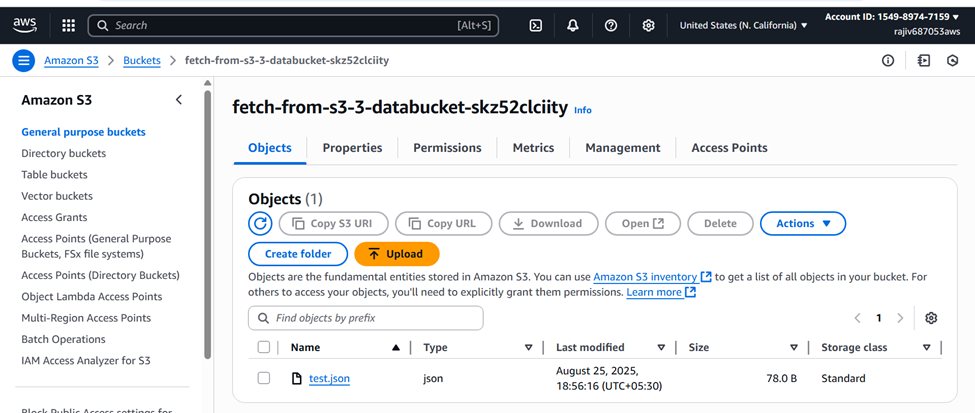 aws
Search [Alt+S]
United States (N. California)
Account ID: 1549-8974-7159
rajiv687053aws
Amazon S3 > Buckets > fetch-from-s3-3-databucket-skz52clciity
Amazon S3
General purpose buckets
Directory buckets
Table buckets
Vector buckets
Access Grants
Access Points (General Purpose
Buckets, FSx file systems)
Access Points (Directory Buckets)
Object Lambda Access Points
Multi-Region Access Points
Batch Operations
IAM Access Analyzer for S3
Block Public Access settings for
fetch-from-s3-3-databucket-skz52clciity Info
Objects Properties Permissions Metrics Management Access Points
Objects (1)
Copy S3 URI Copy URL Download Open Delete Actions
Create folder Upload
Objects are the fundamental entities stored in Amazon S3. You can use Amazon S3 inventory to get a list of all objects in your bucket. For
others to access your objects, you'll need to explicitly grant them permissions. Learn more
Find objects by prefix
1
Name Type Last modified Size Storage class
test.json json August 25, 2025, 78.0 B Standard
18:56:16 (UTC+05:30)